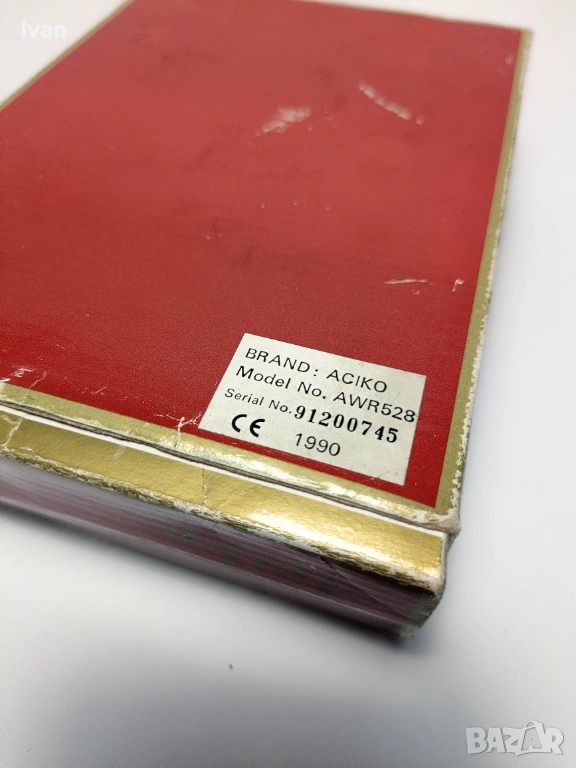 Ivan
BRAND: ACIKO
Model No. AWR528
Serial No. 91200745
CE 1990
BAZAR